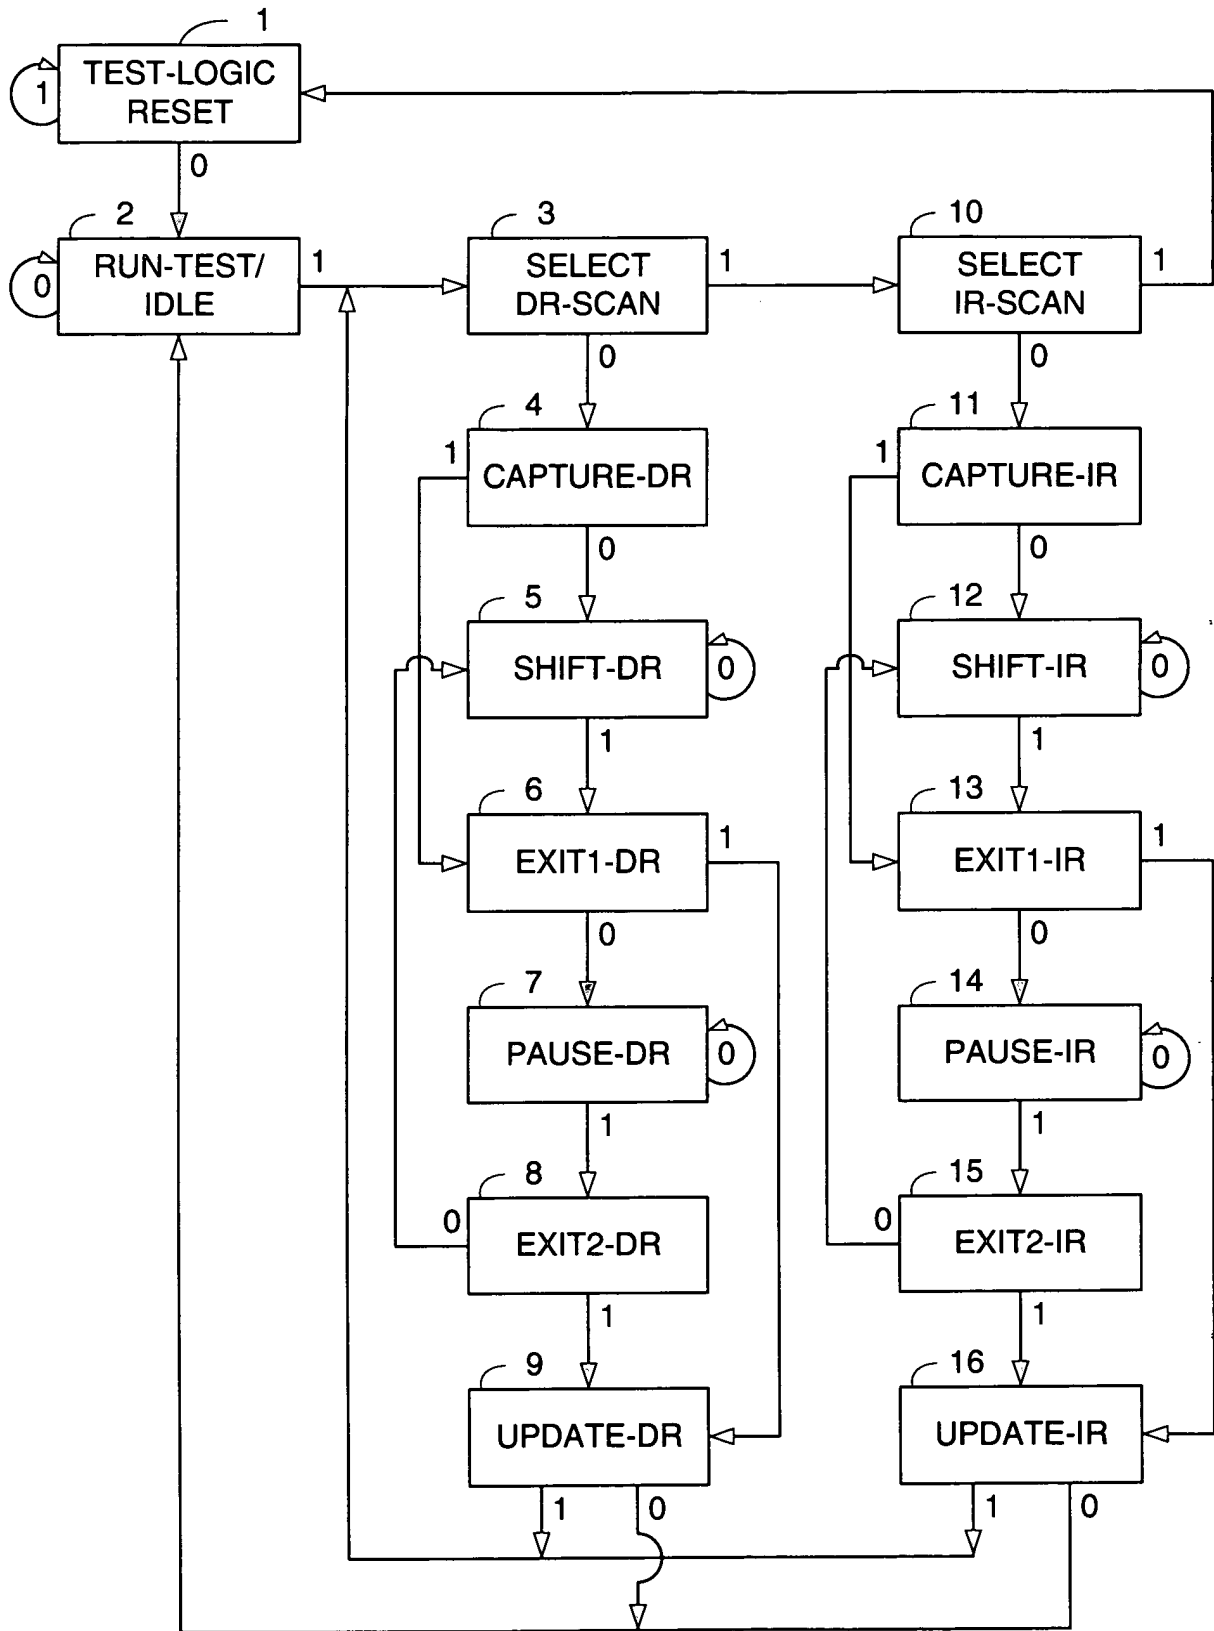 1
TEST-LOGIC
RESET
1
0
2
RUN-TEST/
IDLE
0
1
3
SELECT
DR-SCAN
1
0
10
SELECT
IR-SCAN
1
0
4
CAPTURE-DR
1
0
11
CAPTURE-IR
1
0
5
SHIFT-DR
0
1
12
SHIFT-IR
0
1
6
EXIT1-DR
1
0
13
EXIT1-IR
1
0
7
PAUSE-DR
0
1
14
PAUSE-IR
0
1
8
EXIT2-DR
0
1
15
EXIT2-IR
0
1
9
UPDATE-DR
1
0
16
UPDATE-IR
1
0